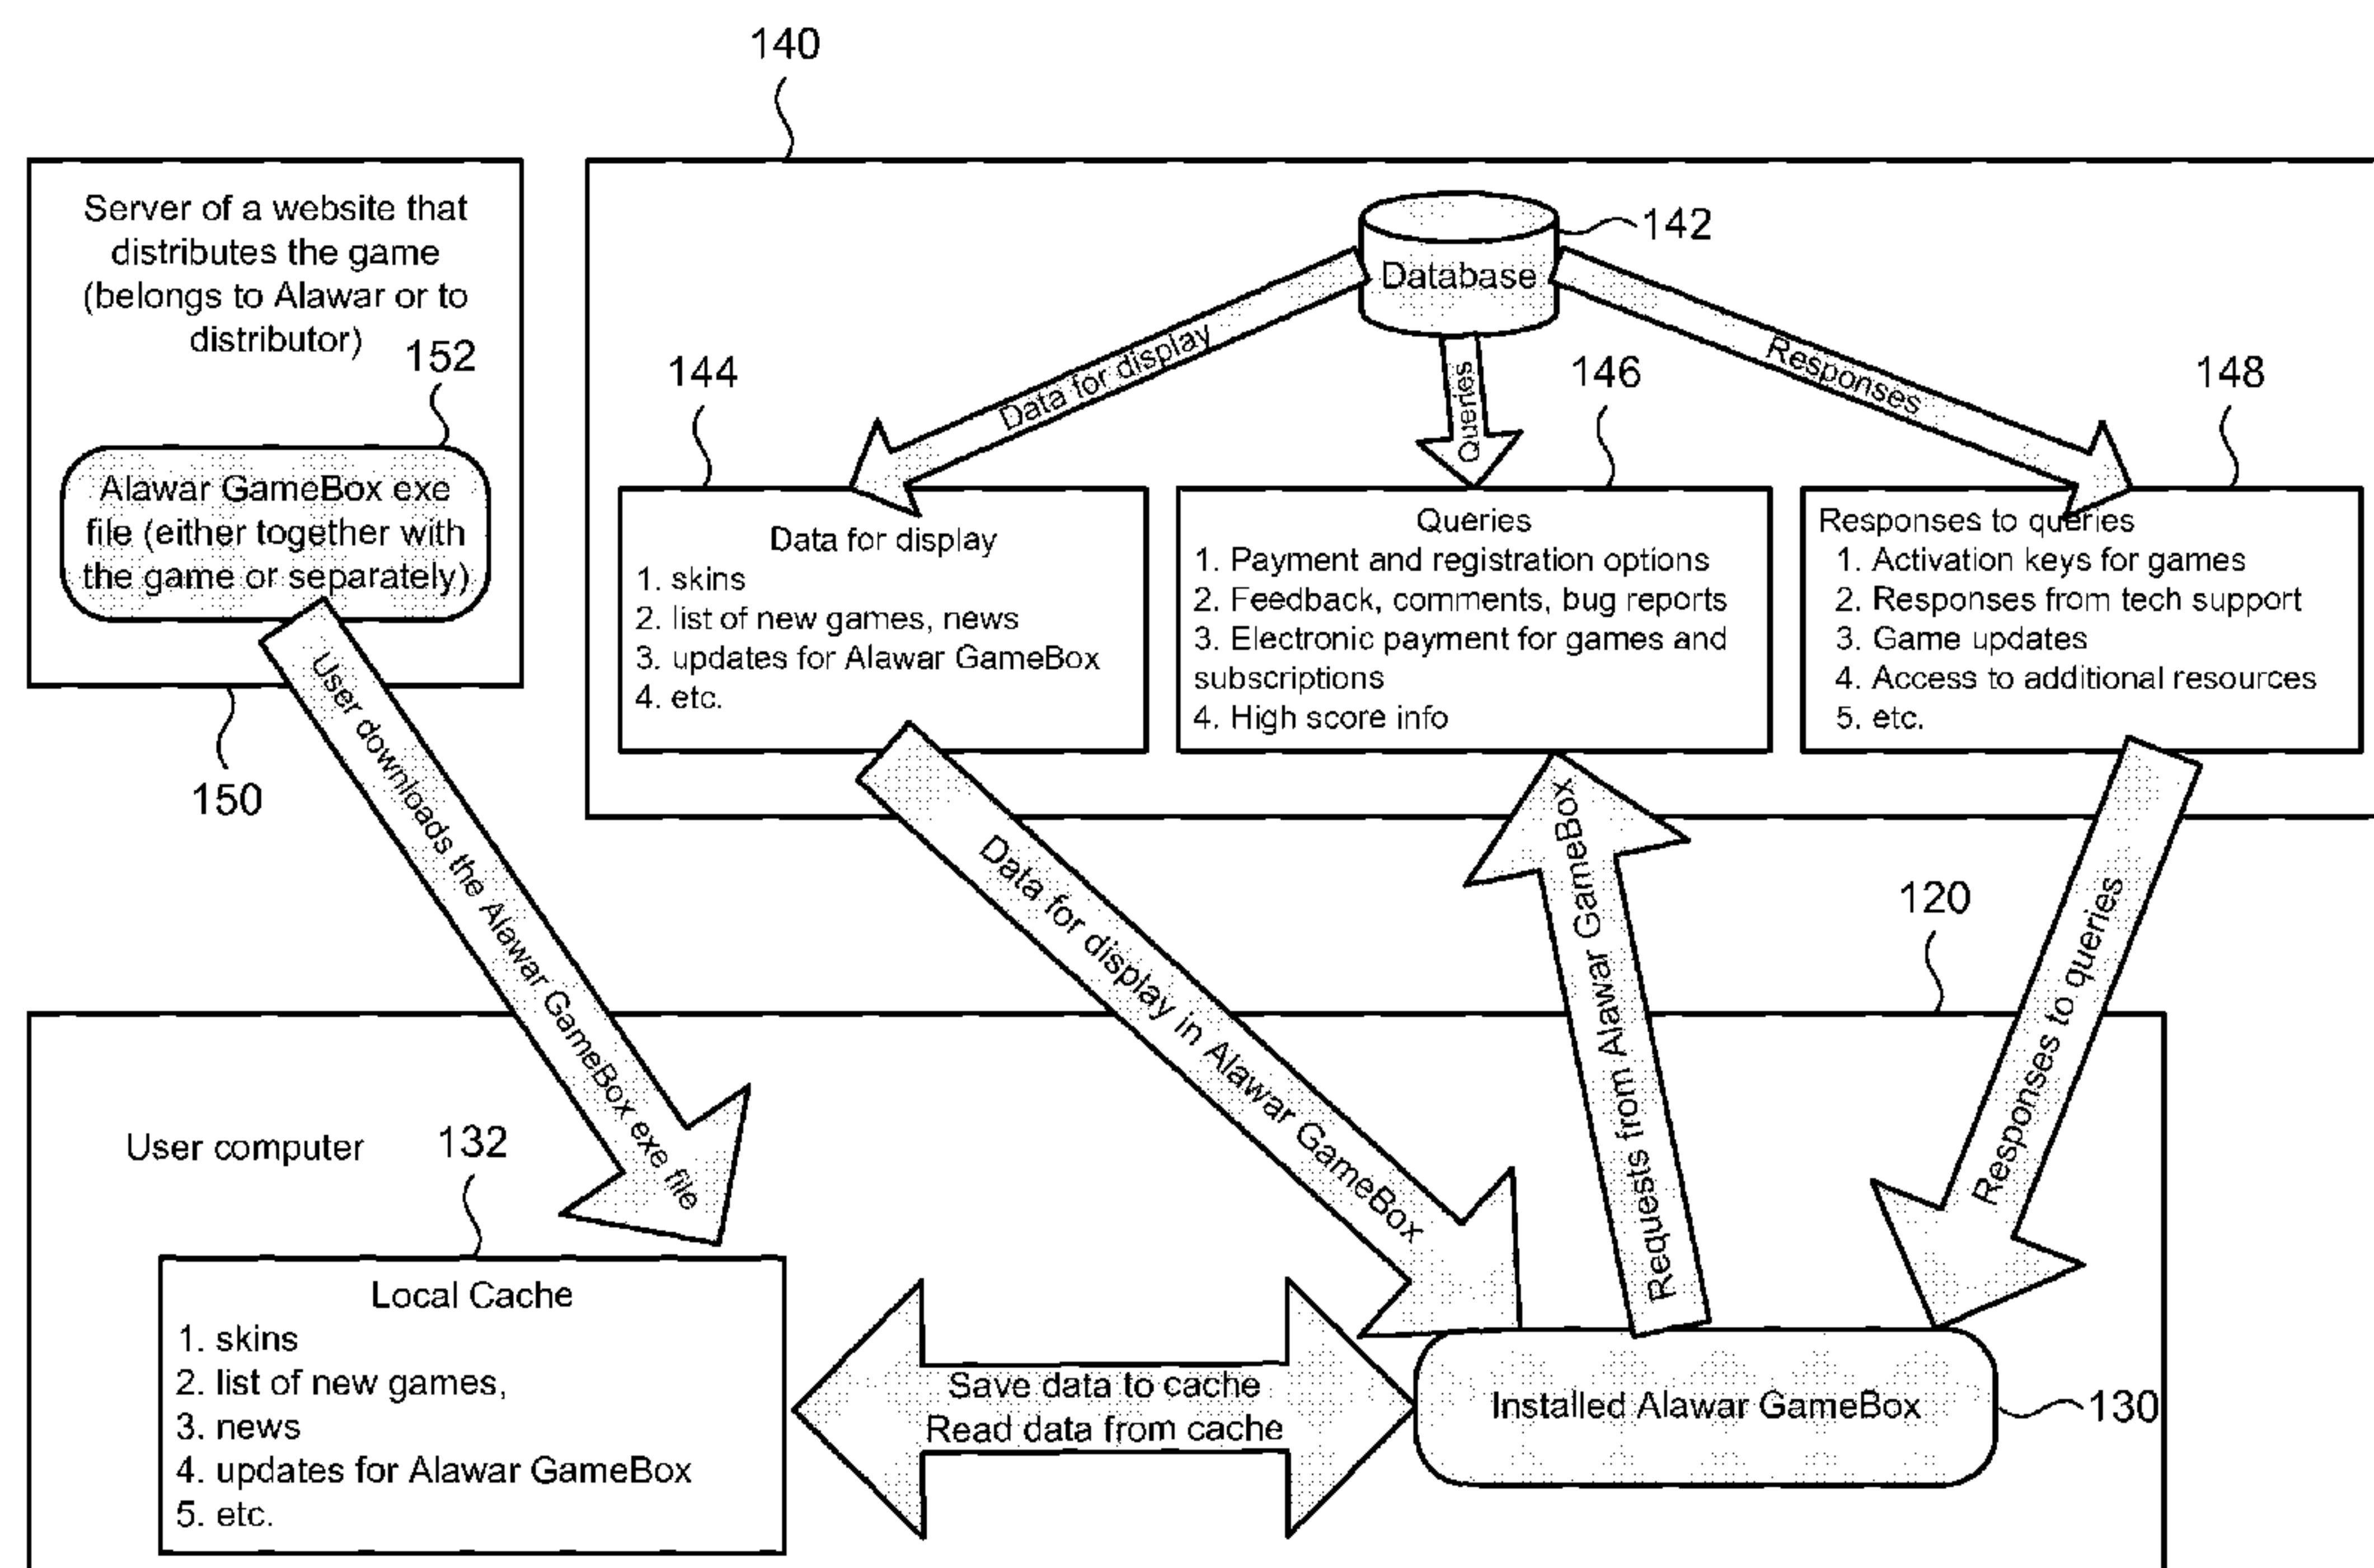 140
Server of a website that
distributes the game
(belongs to Alawar or to
distributor)
152
Alawar GameBox exe
file (either together with
the game or separately)
150
User downloads the Alawar GameBox exe file
142
Database
Data for display
Queries
Responses
144
Data for display
1. skins
2. list of new games, news
3. updates for Alawar GameBox
4. etc.
146
Queries
1. Payment and registration options
2. Feedback, comments, bug reports
3. Electronic payment for games and
subscriptions
4. High score info
148
Responses to queries
1. Activation keys for games
2. Responses from tech support
3. Game updates
4. Access to additional resources
5. etc.
Data for display in Alawar GameBox
Requests from Alawar GameBox
Responses to queries
120
User computer
132
Local Cache
1. skins
2. list of new games,
3. news
4. updates for Alawar GameBox
5. etc.
Save data to cache
Read data from cache
Installed Alawar GameBox
130